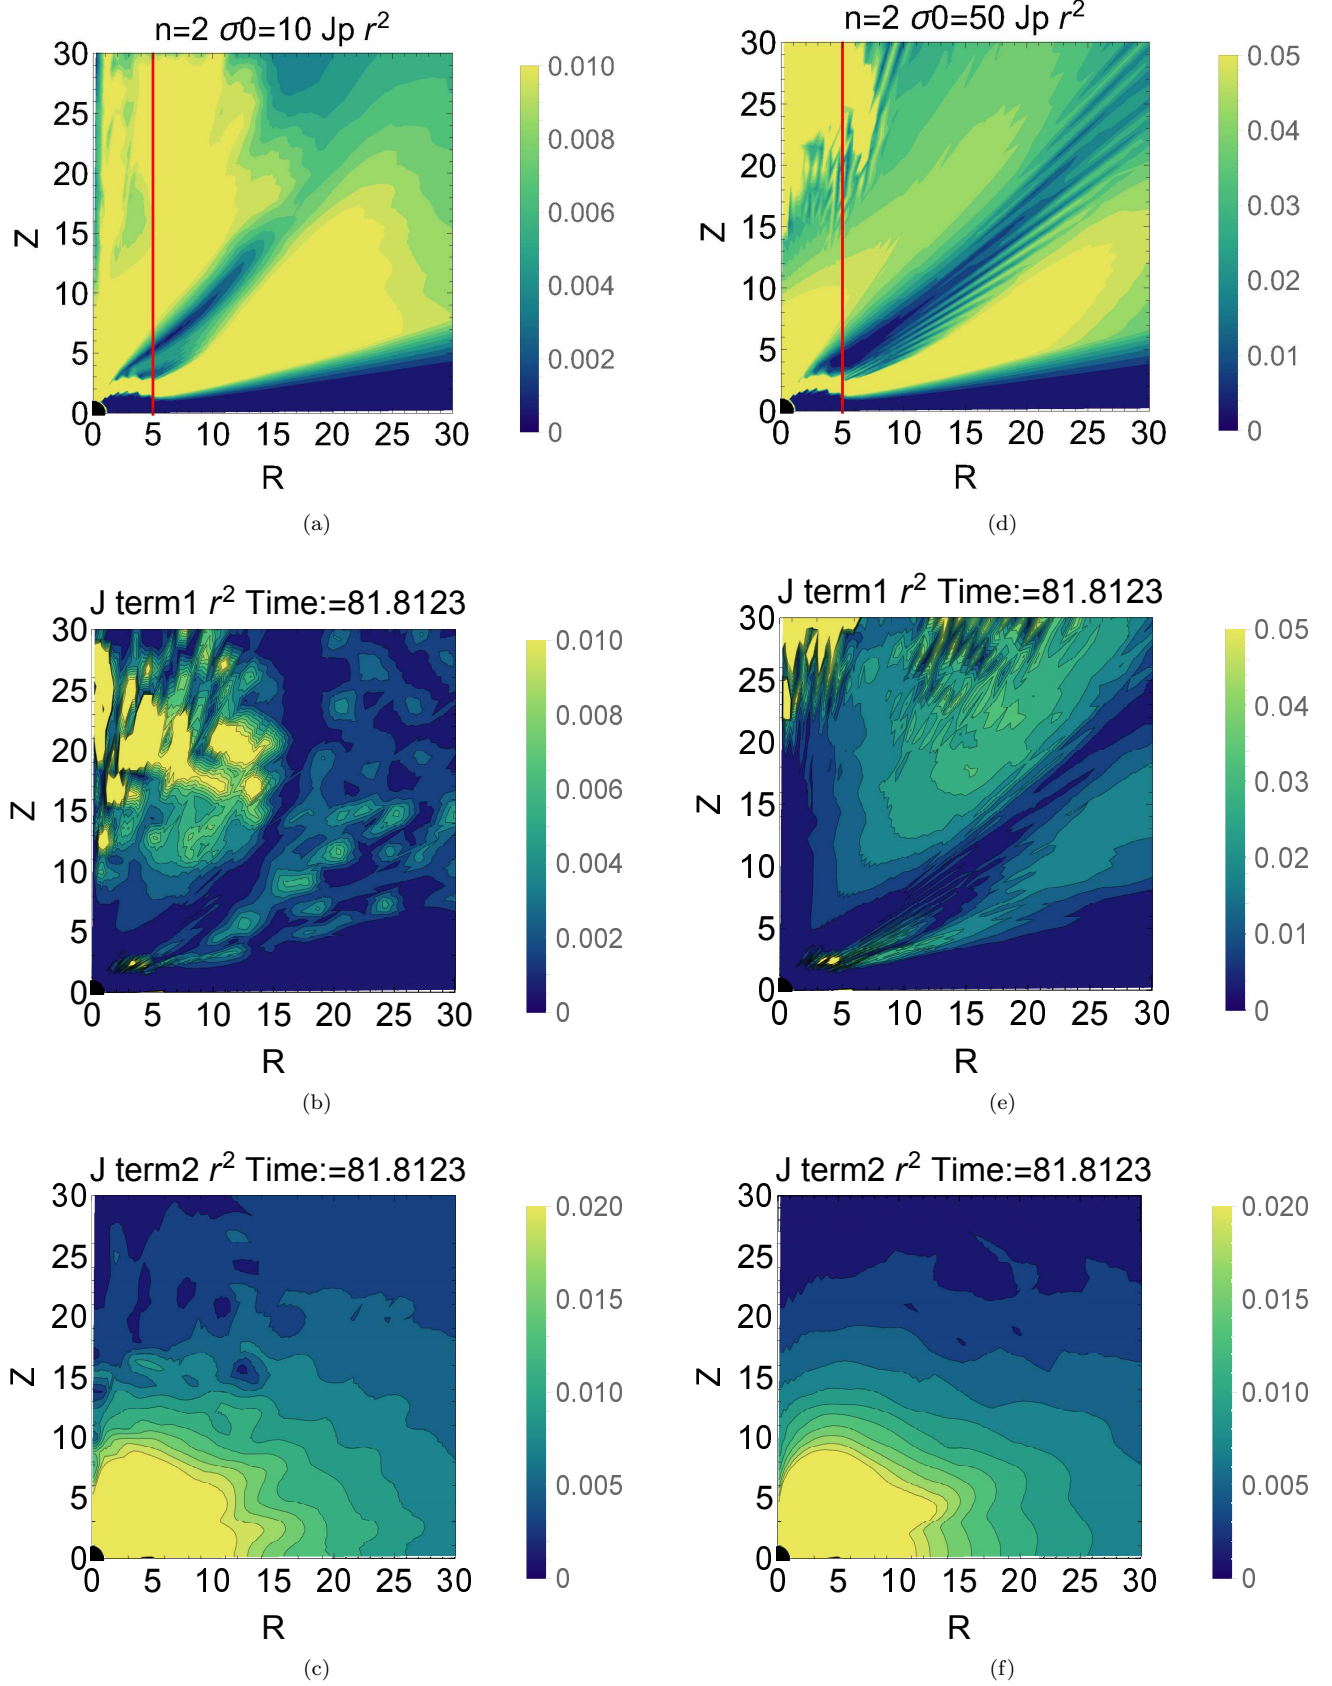 n=2 σ0=10 Jp r²
30
25
20
15
10
5
0
Z
0 5 10 15 20 25 30
R
0.010
0.008
0.006
0.004
0.002
0
(a)
n=2 σ0=50 Jp r²
30
25
20
15
10
5
0
Z
0 5 10 15 20 25 30
R
0.05
0.04
0.03
0.02
0.01
0
(d)
J term1 r² Time:=81.8123
30
25
20
15
10
5
0
Z
0 5 10 15 20 25 30
R
0.010
0.008
0.006
0.004
0.002
0
(b)
J term1 r² Time:=81.8123
30
25
20
15
10
5
0
Z
0 5 10 15 20 25 30
R
0.05
0.04
0.03
0.02
0.01
0
(e)
J term2 r² Time:=81.8123
30
25
20
15
10
5
0
Z
0 5 10 15 20 25 30
R
0.020
0.015
0.010
0.005
0
(c)
J term2 r² Time:=81.8123
30
25
20
15
10
5
0
Z
0 5 10 15 20 25 30
R
0.020
0.015
0.010
0.005
0
(f)